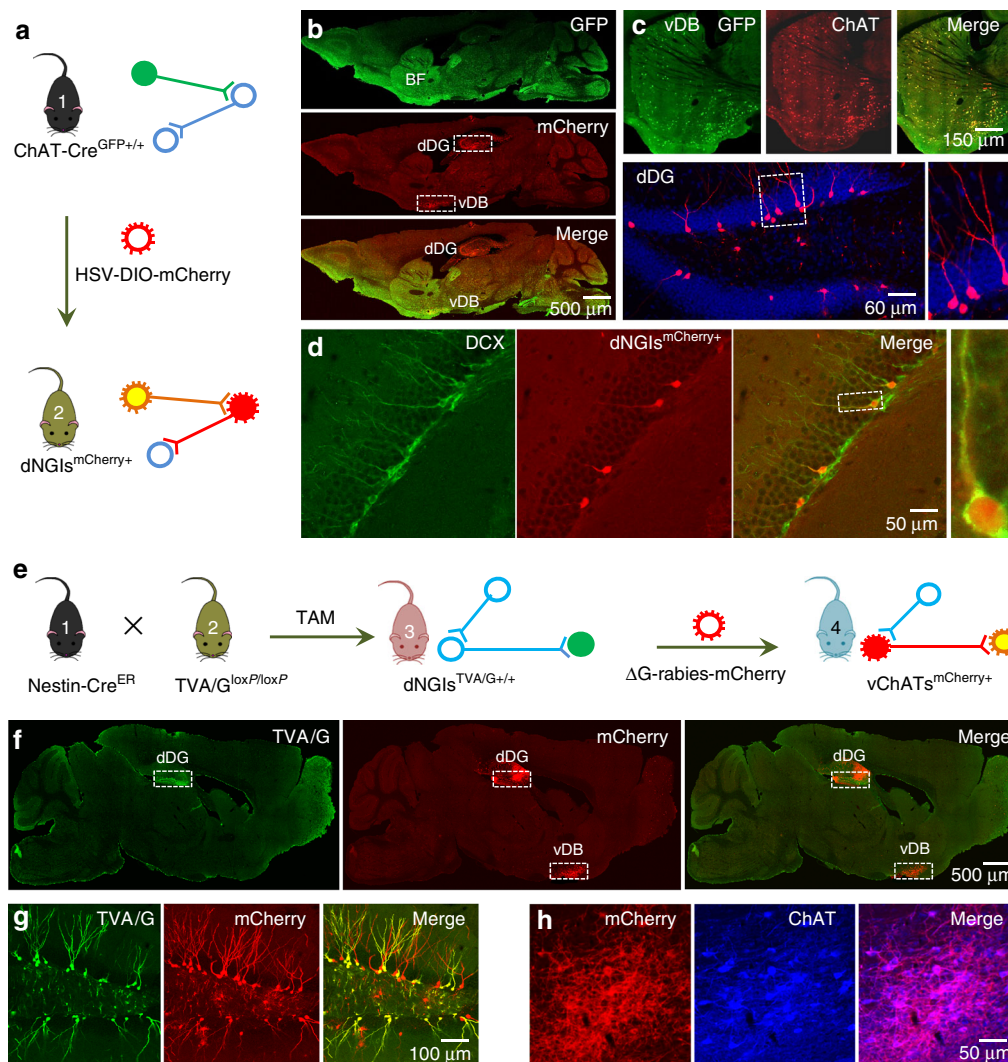 a
1
ChAT-Cre^GFP+/+
HSV-DIO-mCherry
2
dNGIs^mCherry+
b
GFP
BF
mCherry
dDG
vDB
Merge
dDG
vDB
500 μm
c
vDB GFP
ChAT
Merge
150 μm
dDG
60 μm
d
DCX
dNGIs^mCherry+
Merge
50 μm
e
1
×
2
TAM
3
4
Nestin-Cre^ER
TVA/G^loxP/loxP
dNGIs^TVA/G+/+
ΔG-rabies-mCherry
vChATs^mCherry+
f
TVA/G
dDG
mCherry
dDG
vDB
Merge
dDG
vDB
500 μm
g
TVA/G
mCherry
Merge
100 μm
h
mCherry
ChAT
Merge
50 μm